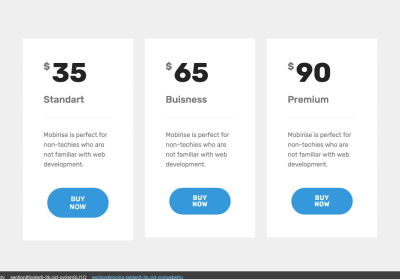 $35
Standart
Mobirise is perfect for
non-techies who are
not familiar with web
development.
BUY
NOW
$65
Buisness
Mobirise is perfect for
non-techies who are
not familiar with web
development.
BUY
NOW
$90
Premium
Mobirise is perfect for
non-techies who are
not familiar with web
development.
BUY
NOW